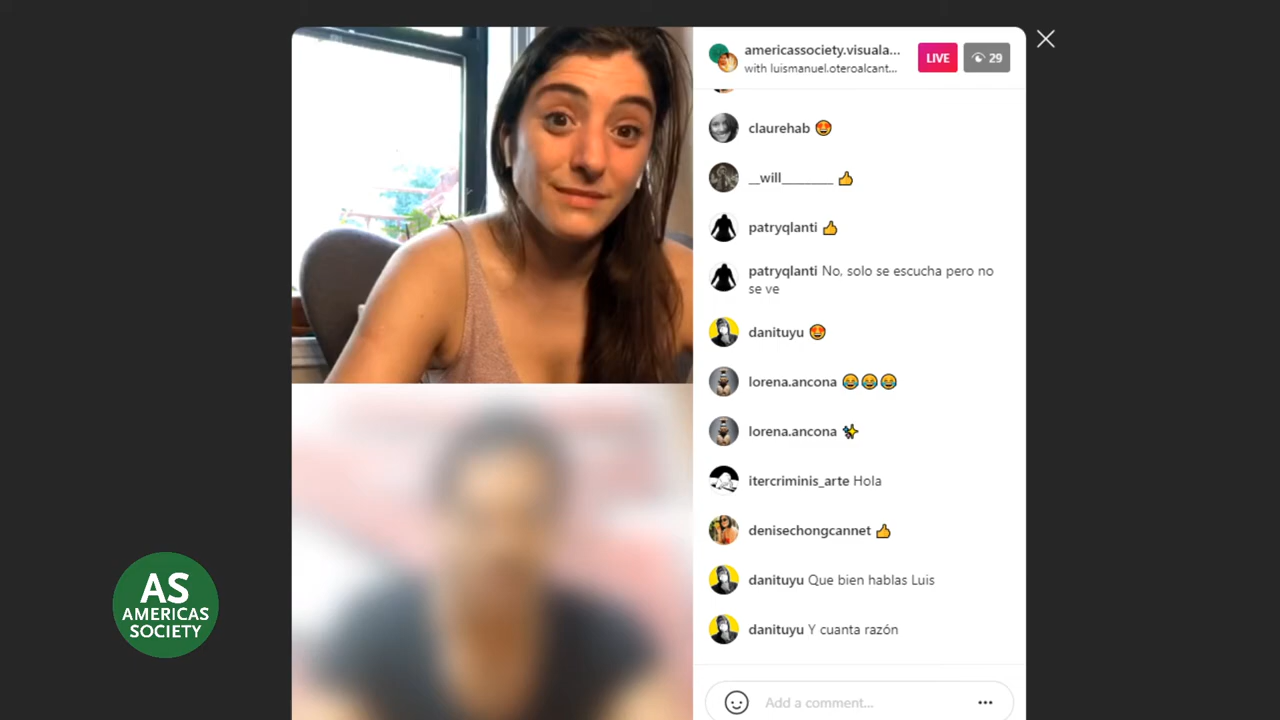 americassociety.visuala...
with luismanuel.oteroalcant...
LIVE
29
claurehab
__will________
patryqlanti
patryqlanti No, solo se escucha pero no
se ve
danituyu
lorena.ancona
lorena.ancona
itercriminis_arte Hola
denisechongcannet
danituyu Que bien hablas Luis
danituyu Y cuanta razón
Add a comment...
AS
AMERICAS
SOCIETY